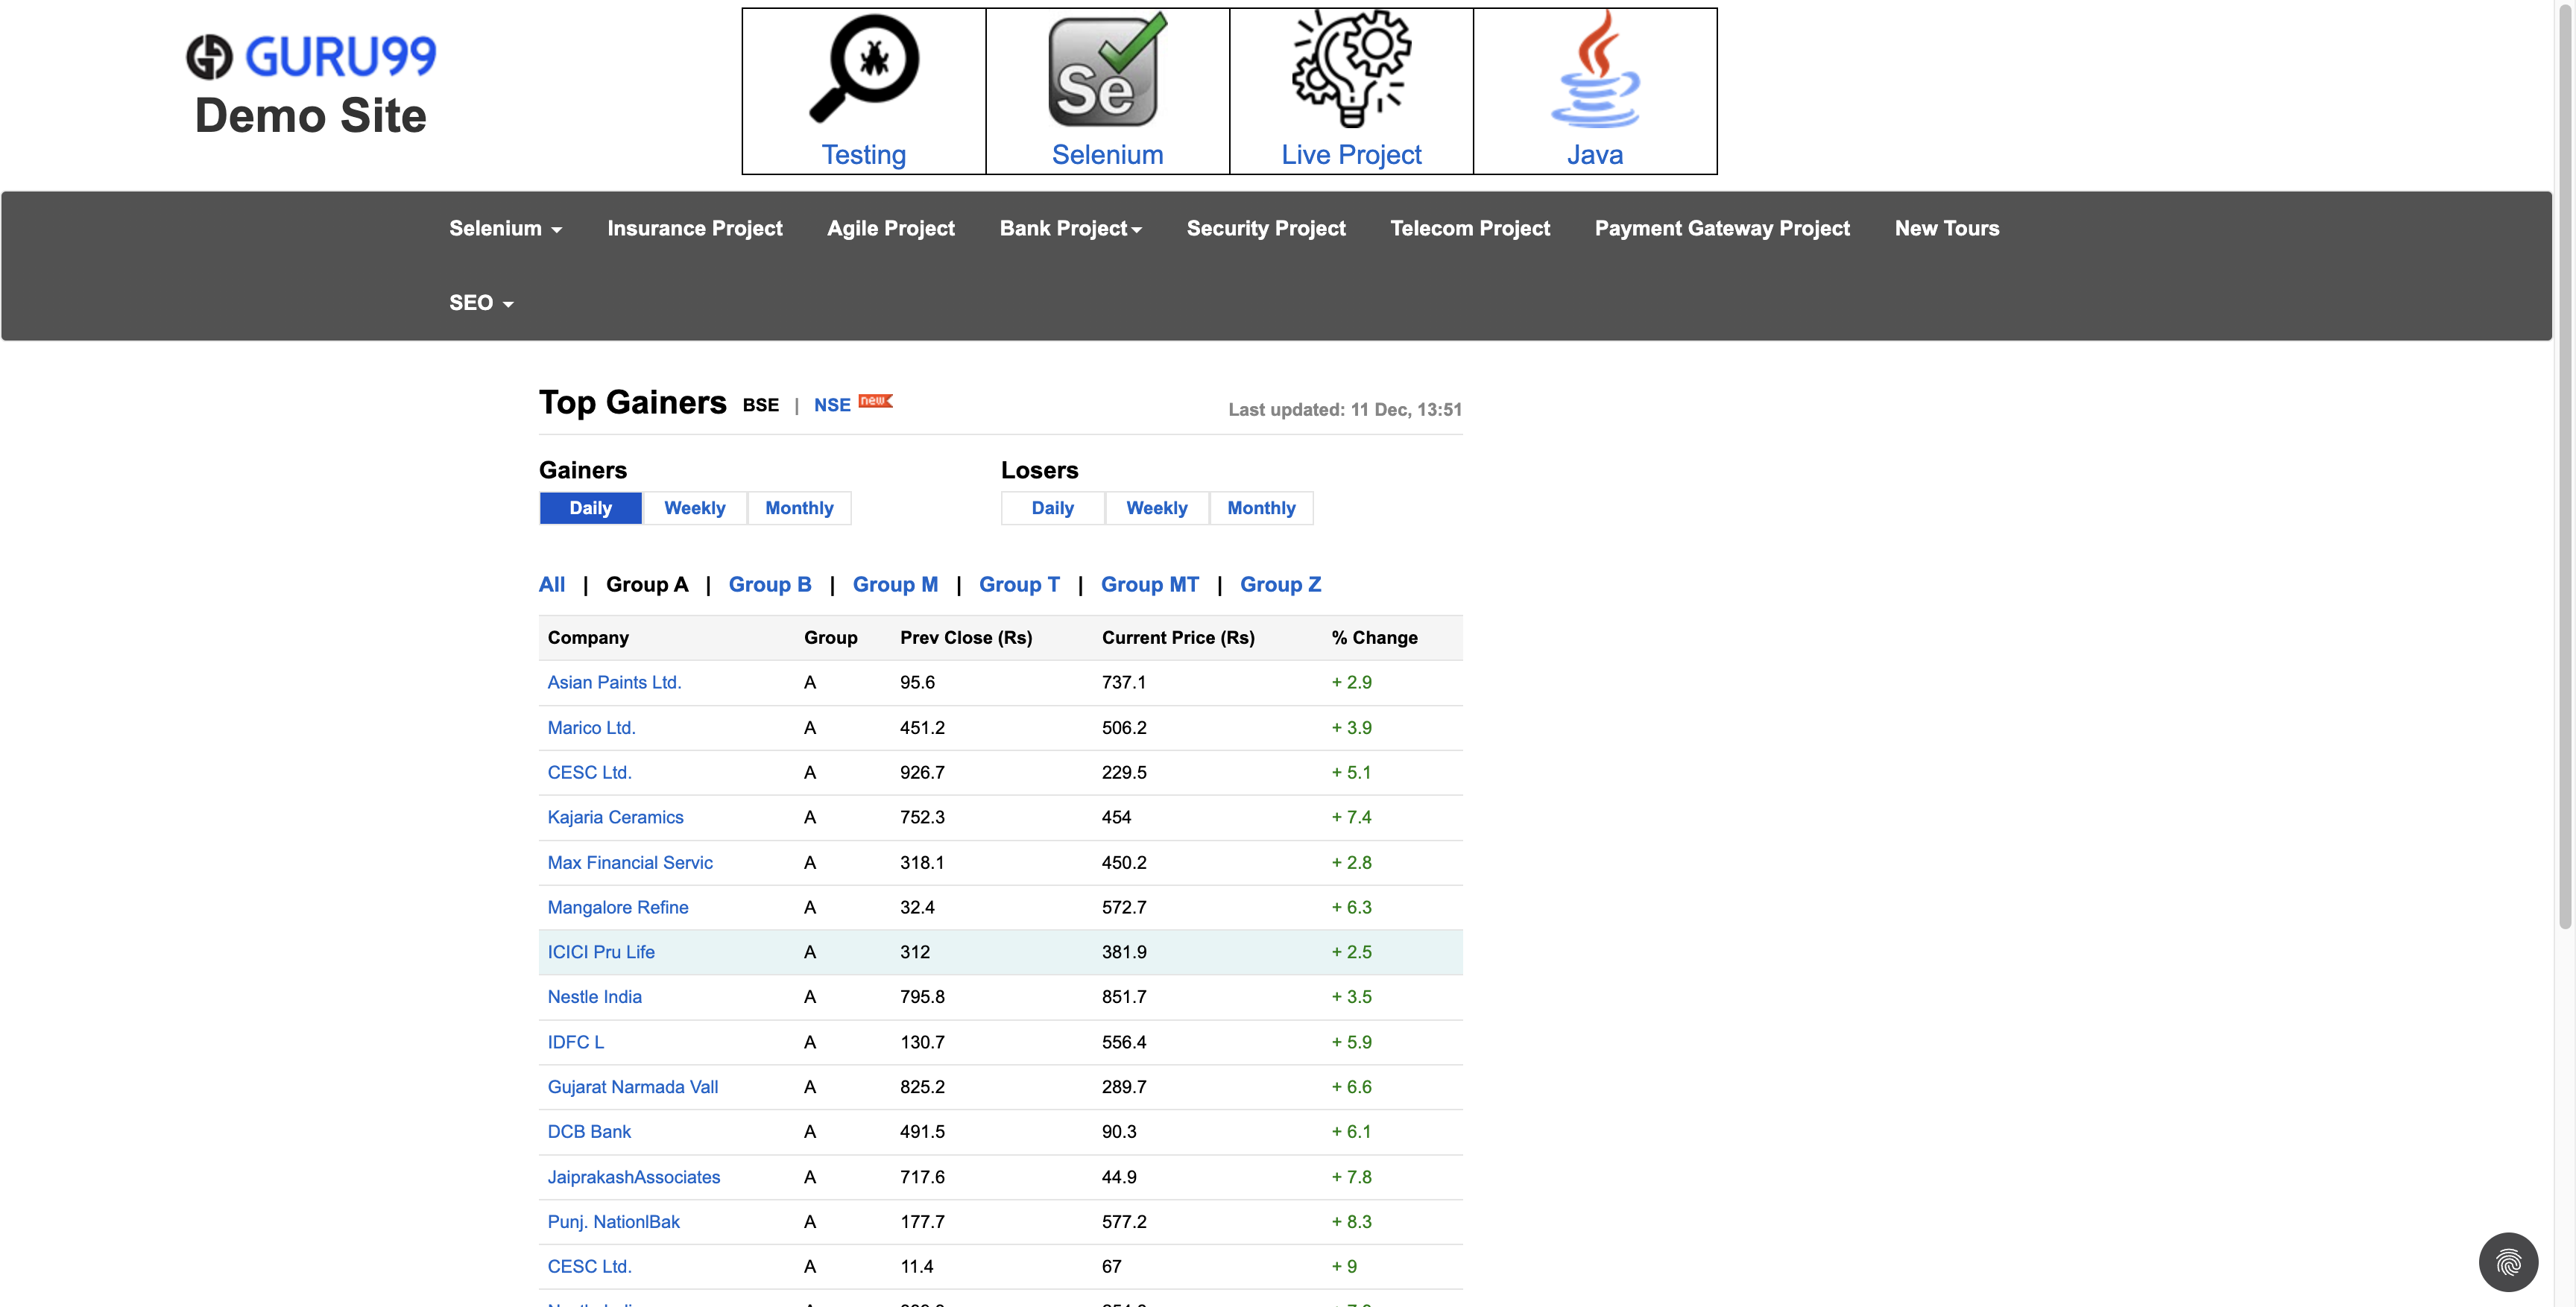 GURU99
Demo Site
Se
Testing Selenium Live Project Java
Selenium Insurance Project Agile Project Bank Project Security Project Telecom Project Payment Gateway Project New Tours
SEO
Top Gainers BSE | NSE new Last updated: 11 Dec, 13:51
Gainers Losers
Daily Weekly Monthly Daily Weekly Monthly
All | Group A | Group B | Group M | Group T | Group MT | Group Z
Company Group Prev Close (Rs) Current Price (Rs) % Change
Asian Paints Ltd. A 95.6 737.1 + 2.9
Marico Ltd. A 451.2 506.2 + 3.9
CESC Ltd. A 926.7 229.5 + 5.1
Kajaria Ceramics A 752.3 454 + 7.4
Max Financial Servic A 318.1 450.2 + 2.8
Mangalore Refine A 32.4 572.7 + 6.3
ICICI Pru Life A 312 381.9 + 2.5
Nestle India A 795.8 851.7 + 3.5
IDFC L A 130.7 556.4 + 5.9
Gujarat Narmada Vall A 825.2 289.7 + 6.6
DCB Bank A 491.5 90.3 + 6.1
JaiprakashAssociates A 717.6 44.9 + 7.8
Punj. NationlBak A 177.7 577.2 + 8.3
CESC Ltd. A 11.4 67 + 9